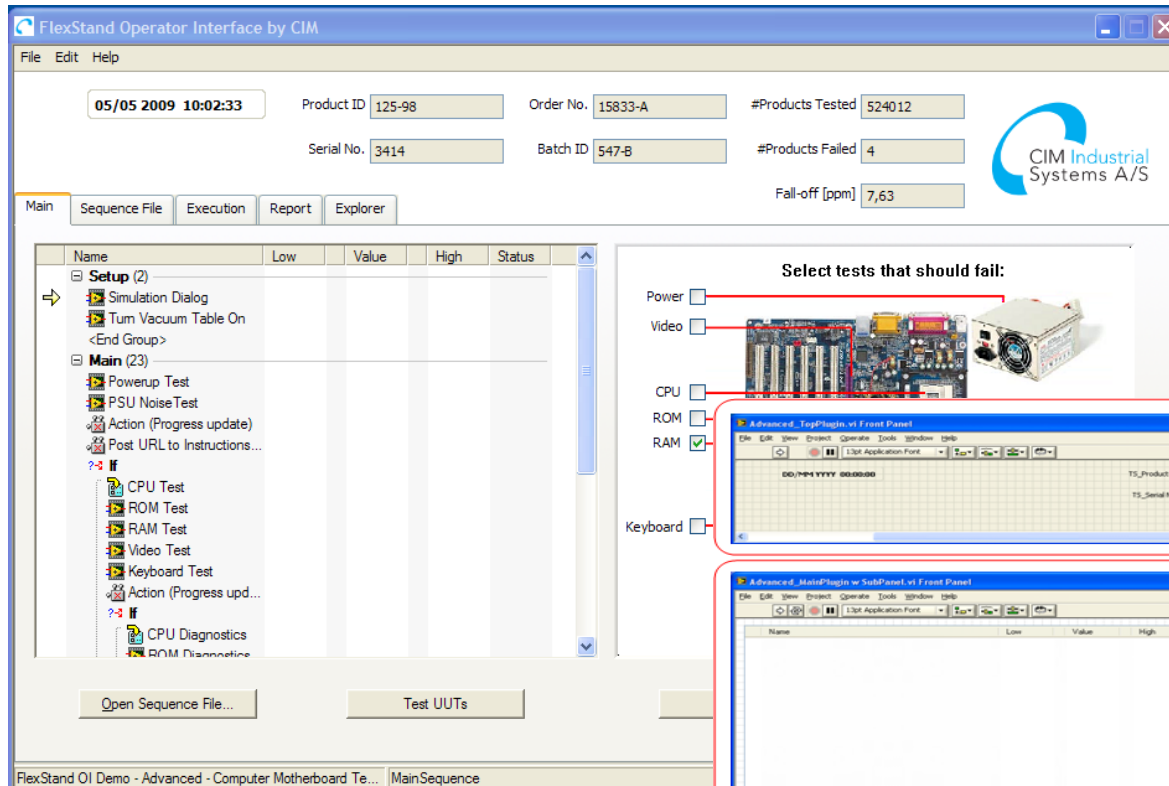 FlexStand Operator Interface by CIM
File Edit Help
05/05 2009 10:02:33
Product ID 125-98
Order No. 15833-A
#Products Tested 524012
Serial No. 3414
Batch ID 547-B
#Products Failed 4
Fall-off [ppm] 7,63
CIM Industrial
Systems A/S
Main Sequence File Execution Report Explorer
Name Low Value High Status
Setup (2)
Simulation Dialog
Turn Vacuum Table On
<End Group>
Main (23)
Powerup Test
PSU NoiseTest
Action (Progress update)
Post URL to Instructions...
If
CPU Test
ROM Test
RAM Test
Video Test
Keyboard Test
Action (Progress upd...
If
CPU Diagnostics
ROM Diagnostics
Select tests that should fail:
Power
Video
CPU
ROM
RAM
Keyboard
Advanced_TopPlugin.vi Front Panel
File Edit View Project Operate Tools Window Help
13pt Application Font
DD/MM YYYY 00:00:00
TS_Product
TS_Serial N
Advanced_MainPlugin w SubPanel.vi Front Panel
File Edit View Project Operate Tools Window Help
13pt Application Font
Name Low Value High
Open Sequence File...
Test UUTs
FlexStand OI Demo - Advanced - Computer Motherboard Te...
MainSequence